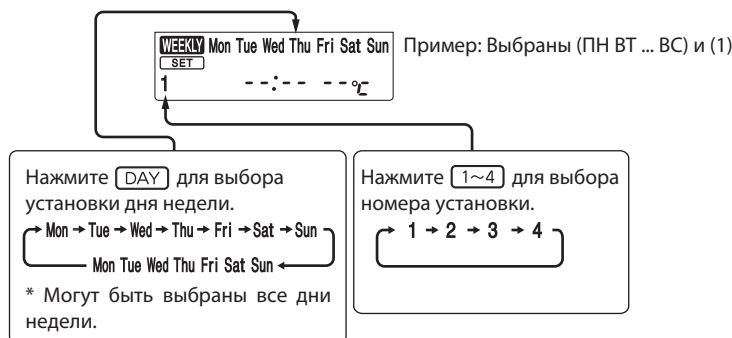 WEEKLY Mon Tue Wed Thu Fri Sat Sun
SET
1 --:-- --°C
Пример: Выбраны (ПН ВТ ... ВС) и (1)
Нажмите DAY для выбора
установки дня недели.
Mon → Tue → Wed → Thu → Fri → Sat → Sun
Mon Tue Wed Thu Fri Sat Sun ←
* Могут быть выбраны все дни
недели.
Нажмите 1~4 для выбора
номера установки.
→ 1 → 2 → 3 → 4